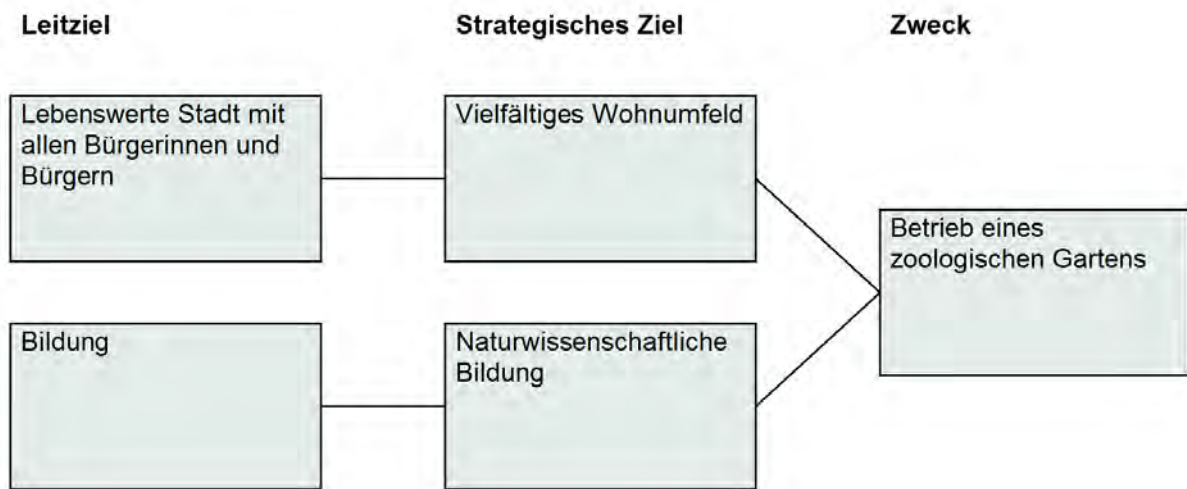 Leitziel
Strategisches Ziel
Zweck
Lebenswerte Stadt mit
allen Bürgerinnen und
Bürgern
Vielfältiges Wohnumfeld
Betrieb eines
zoologischen Gartens
Bildung
Naturwissenschaftliche
Bildung